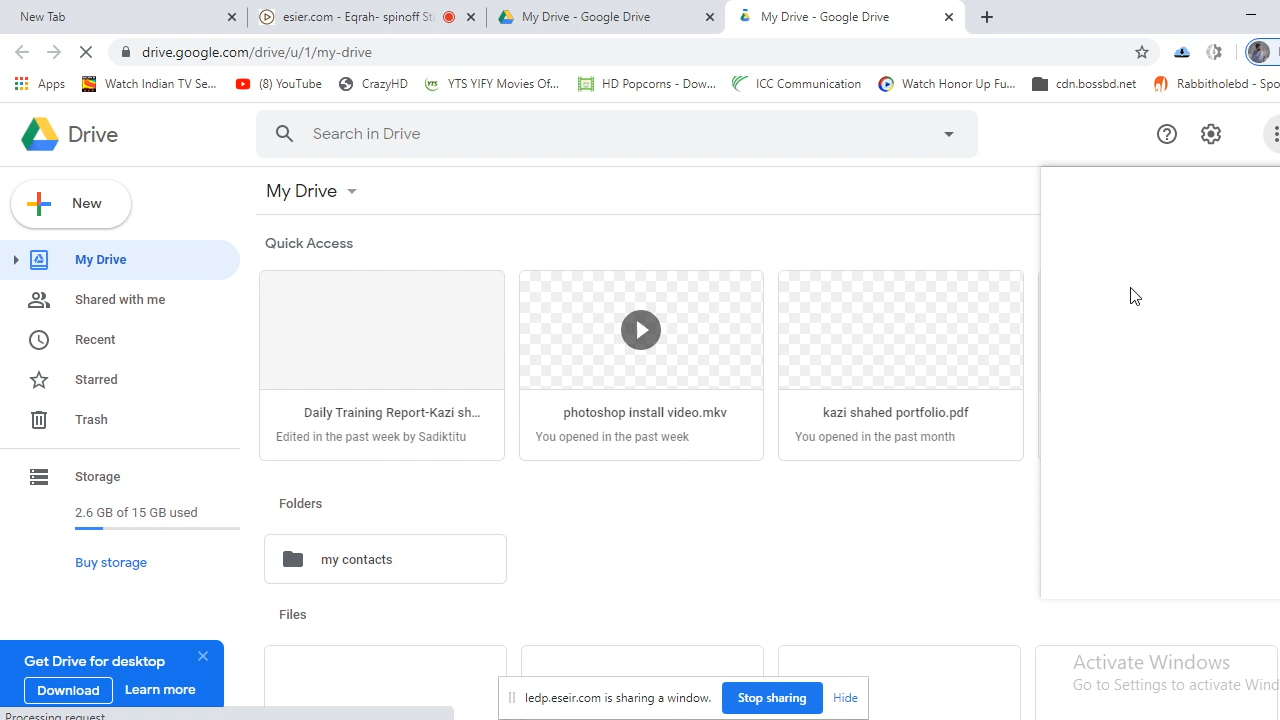 New Tab
esier.com - Eqrah- spinoff St
My Drive - Google Drive
My Drive - Google Drive
drive.google.com/drive/u/1/my-drive
Apps
Watch Indian TV Se...
(8) YouTube
CrazyHD
YTS YIFY Movies Of...
HD Popcorns - Dow...
ICC Communication
Watch Honor Up Fu...
cdn.bossbd.net
Rabbitholebd - Spo
Drive
Search in Drive
New
My Drive
Shared with me
Recent
Starred
Trash
Storage
2.6 GB of 15 GB used
Buy storage
Get Drive for desktop
Download
Learn more
Processing request
My Drive
Quick Access
Daily Training Report-Kazi sh...
Edited in the past week by Sadiktitu
photoshop install video.mkv
You opened in the past week
kazi shahed portfolio.pdf
You opened in the past month
Folders
my contacts
Files
ledp.eseir.com is sharing a window.
Stop sharing
Hide
Activate Windows
Go to Settings to activate Wind